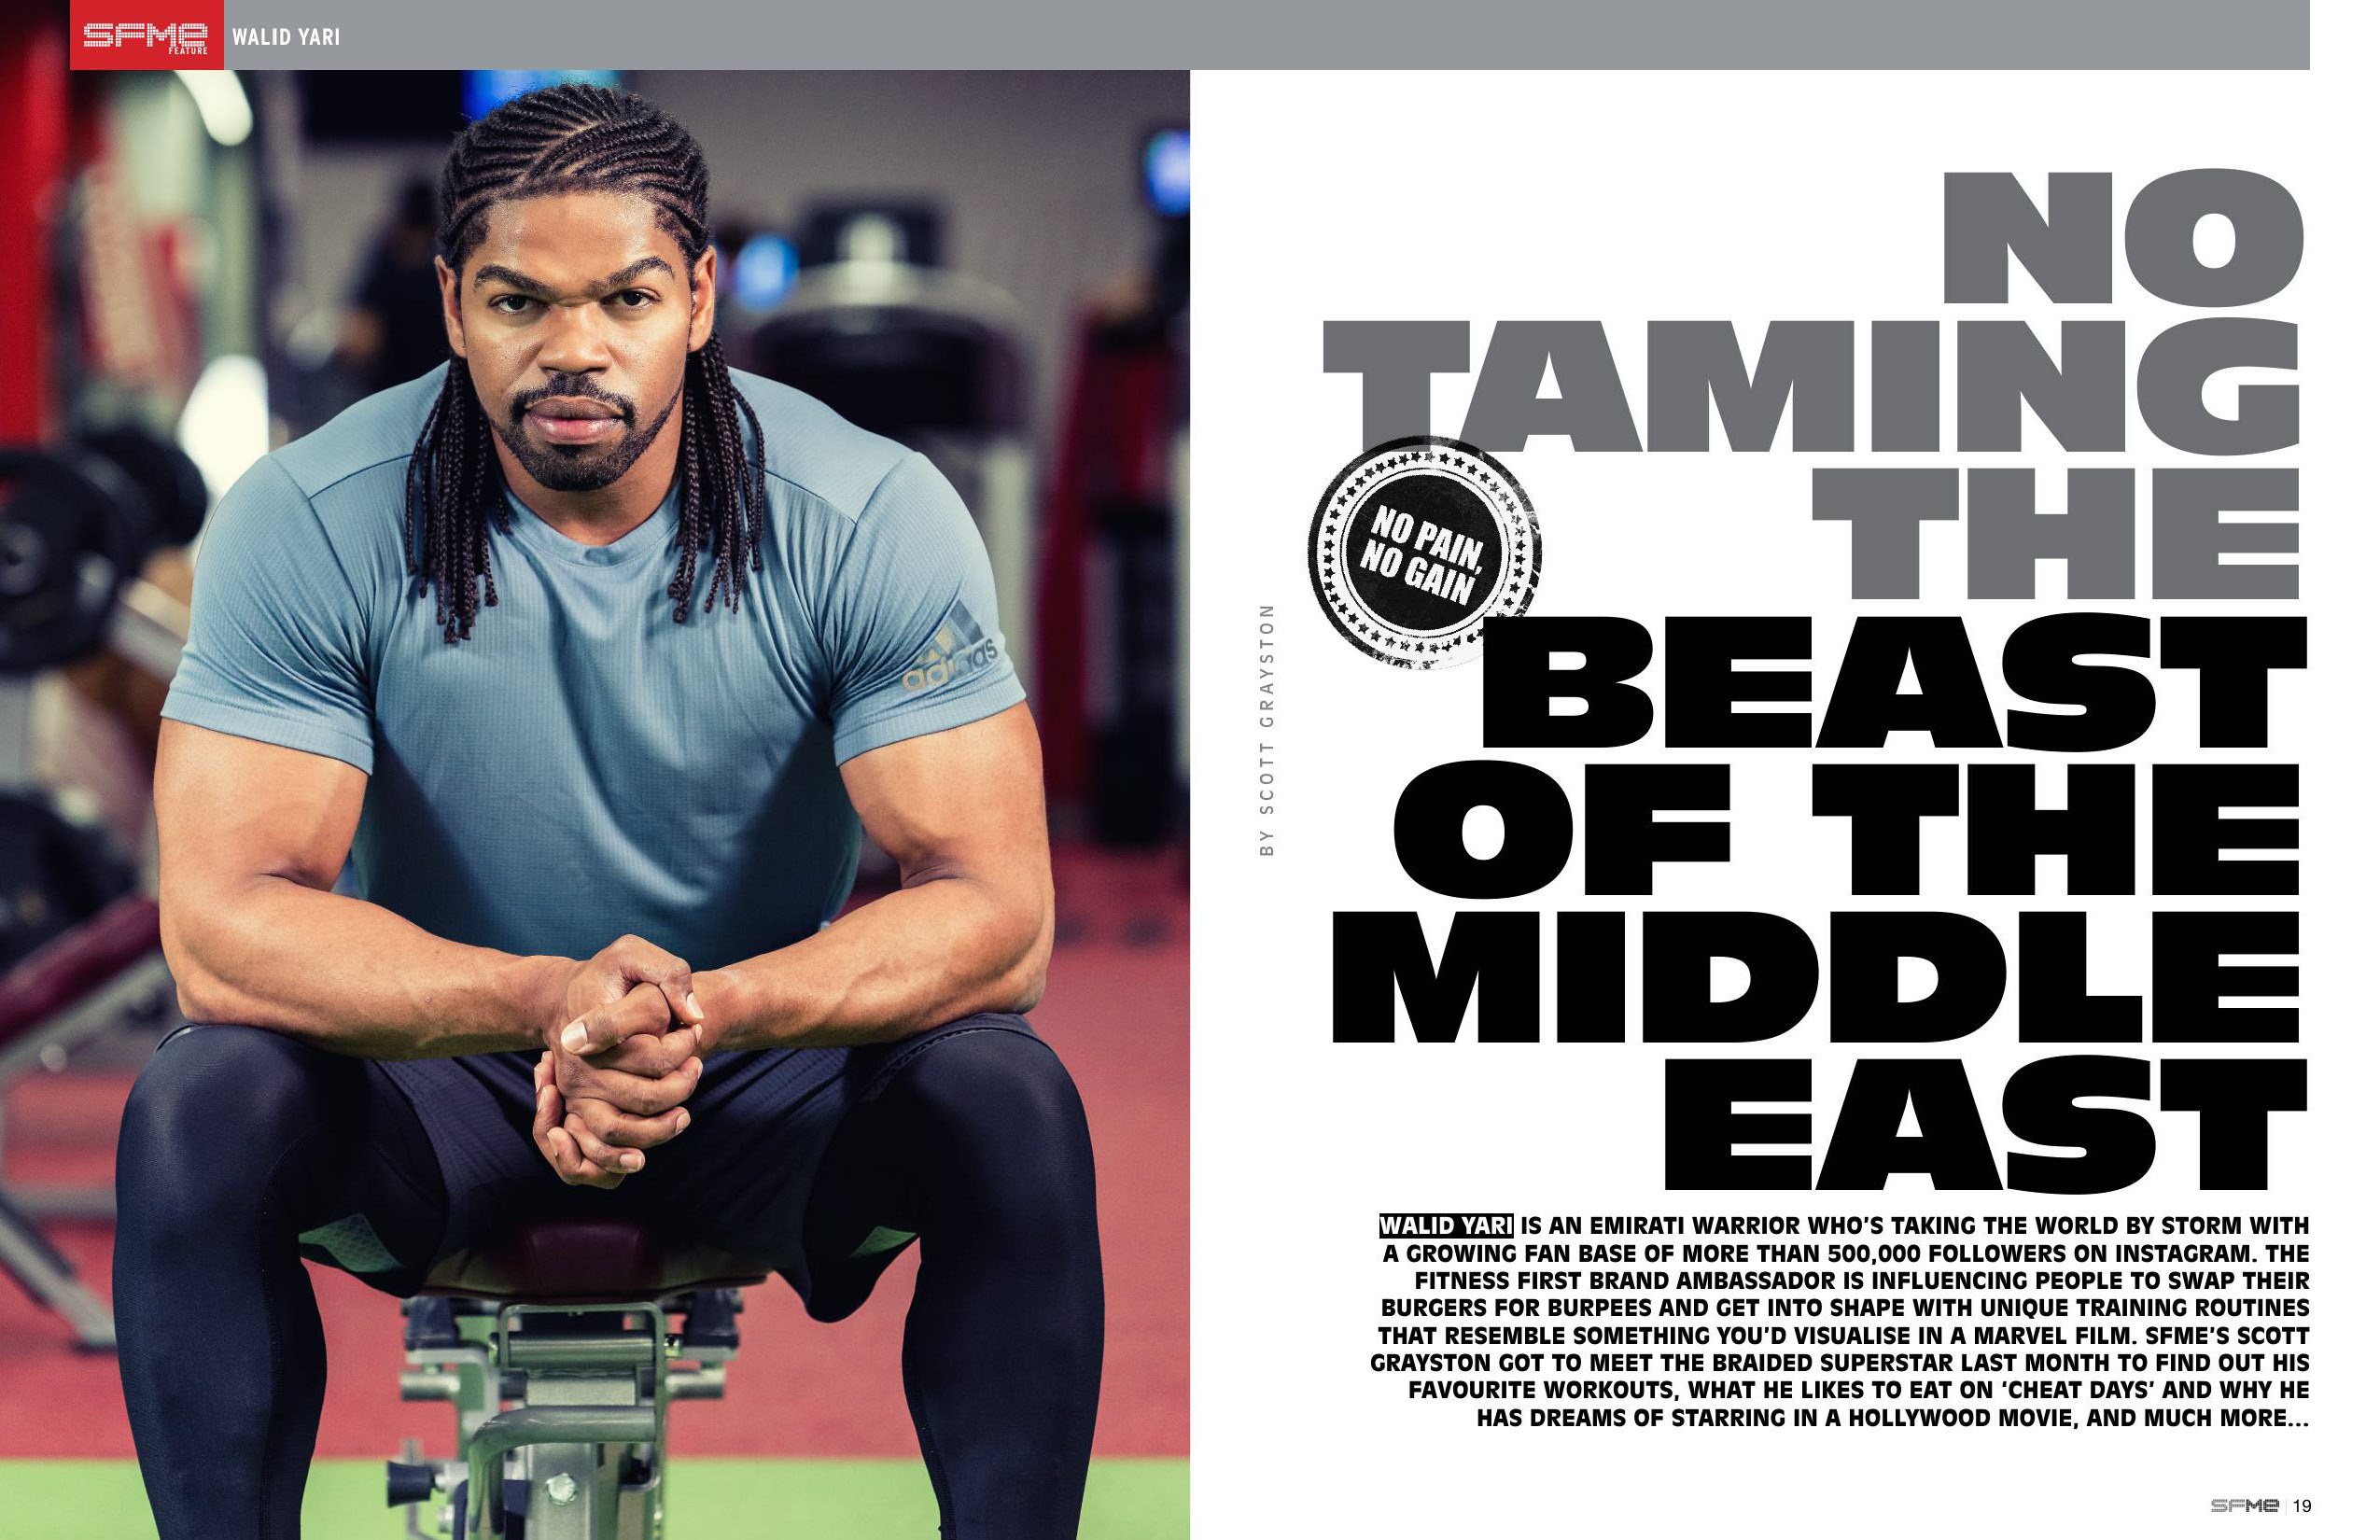 SFMe
FEATURE
WALID YARI
NO
TAMING
THE
BEAST
OF THE
MIDDLE
EAST
NO PAIN,
NO GAIN
BY SCOTT GRAYSTON
adidas
WALID YARI IS AN EMIRATI WARRIOR WHO'S TAKING THE WORLD BY STORM WITH
A GROWING FAN BASE OF MORE THAN 500,000 FOLLOWERS ON INSTAGRAM. THE
FITNESS FIRST BRAND AMBASSADOR IS INFLUENCING PEOPLE TO SWAP THEIR
BURGERS FOR BURPEES AND GET INTO SHAPE WITH UNIQUE TRAINING ROUTINES
THAT RESEMBLE SOMETHING YOU'D VISUALISE IN A MARVEL FILM. SFME'S SCOTT
GRAYSTON GOT TO MEET THE BRAIDED SUPERSTAR LAST MONTH TO FIND OUT HIS
FAVOURITE WORKOUTS, WHAT HE LIKES TO EAT ON ‘CHEAT DAYS’ AND WHY HE
HAS DREAMS OF STARRING IN A HOLLYWOOD MOVIE, AND MUCH MORE...
SFMe | 19